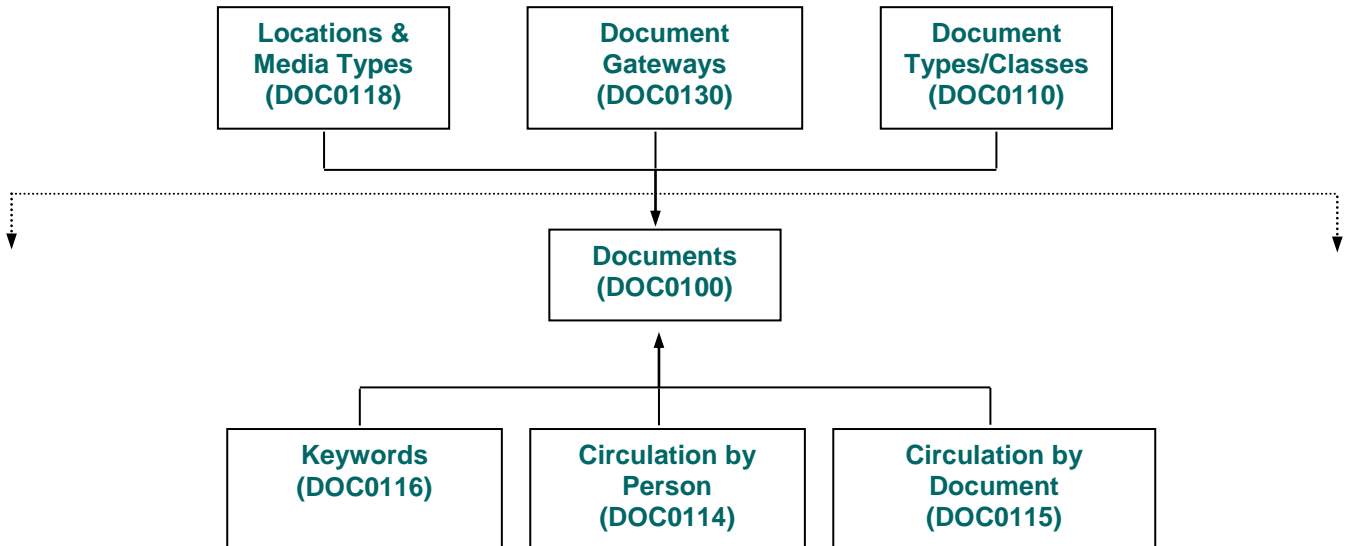 Locations &
Media Types
(DOC0118)
Document
Gateways
(DOC0130)
Document
Types/Classes
(DOC0110)
Documents
(DOC0100)
Keywords
(DOC0116)
Circulation by
Person
(DOC0114)
Circulation by
Document
(DOC0115)